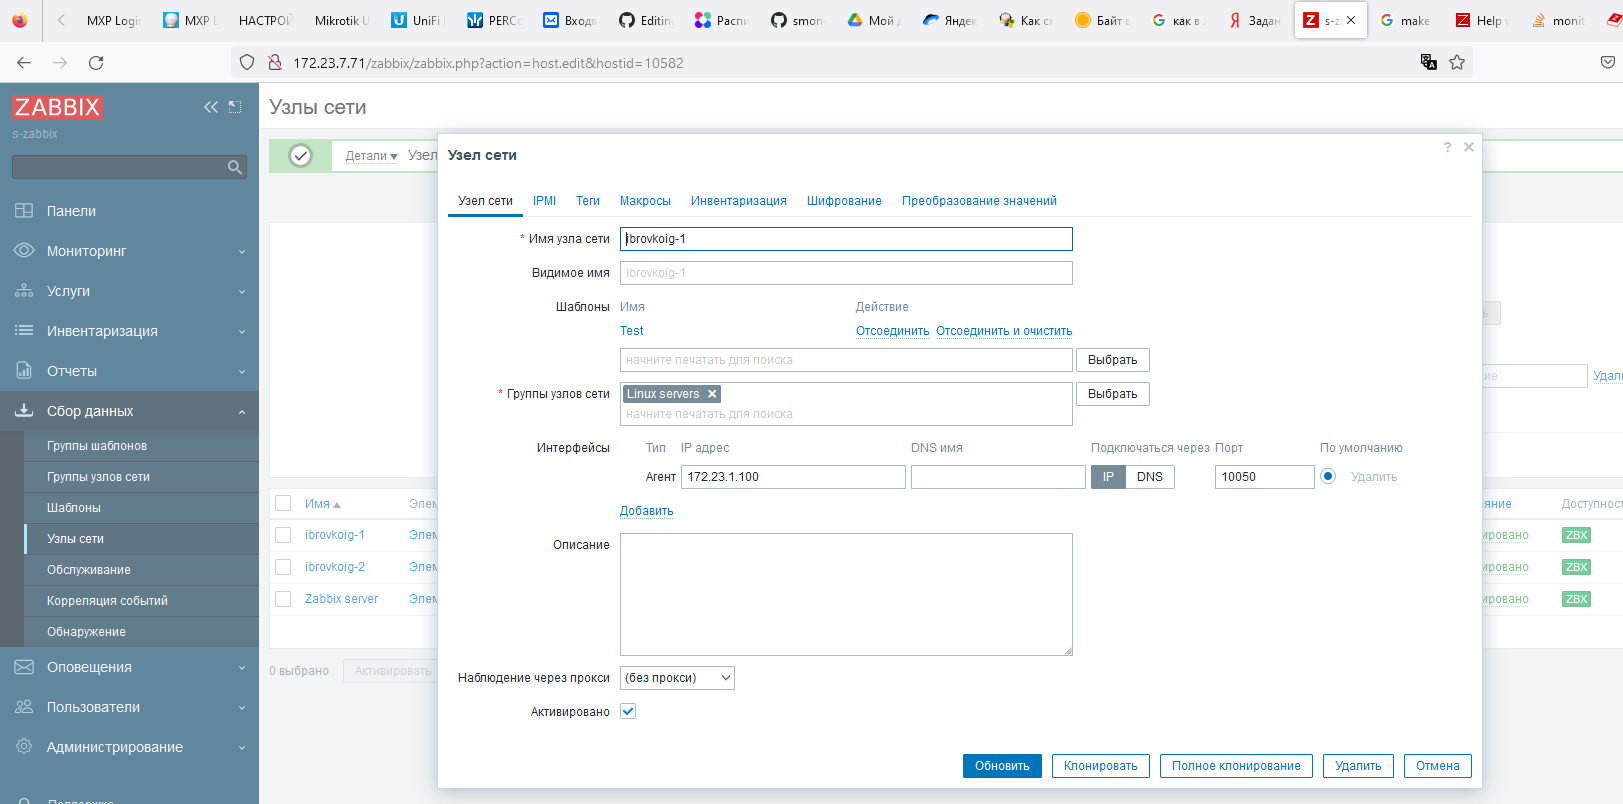 MXP Login
MXP L
НАСТРОЙ
Mikrotik U
UniFi
PERCo
Входя
Editin
Распи
smon
Мой д
Яндек
Как ск
Байт в
как в
Задан
s-za
make
Help
monit
172.23.7.71/zabbix/zabbix.php?action=host.edit&hostid=10582
ZABBIX
s-zabbix
Панели
Мониторинг
Услуги
Инвентаризация
Отчеты
Сбор данных
Группы шаблонов
Группы узлов сети
Шаблоны
Узлы сети
Обслуживание
Корреляция событий
Обнаружение
Оповещения
Пользователи
Администрирование
Поддержка
Узлы сети
Детали Узел
Узел сети
Узел сети IPMI Теги Макросы Инвентаризация Шифрование Преобразование значений
* Имя узла сети ibrovkoig-1
Видимое имя ibrovkoig-1
Шаблоны Имя Действие
Test Отсоединить Отсоединить и очистить
начните печатать для поиска Выбрать
* Группы узлов сети Linux servers Выбрать
начните печатать для поиска
Интерфейсы Тип IP адрес DNS имя Подключаться через Порт По умолчанию
Агент 172.23.1.100 IP DNS 10050 Удалить
Добавить
Описание
Наблюдение через прокси (без прокси)
Активировано
Обновить Клонировать Полное клонирование Удалить Отмена
ие Удали
Имя Элем яние Доступност
ibrovkoig-1 Элем ировано ZBX
ibrovkoig-2 Элем ировано ZBX
Zabbix server Элем ировано ZBX
0 выбрано Активировать